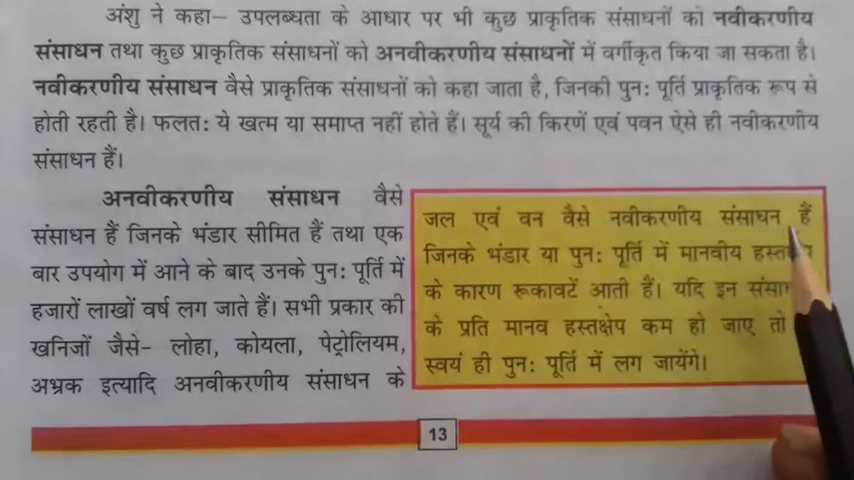 अंशु ने कहा– उपलब्धता के आधार पर भी कुछ प्राकृतिक संसाधनों को नवीकरणीय
संसाधन तथा कुछ प्राकृतिक संसाधनों को अनवीकरणीय संसाधनों में वर्गीकृत किया जा सकता है।
नवीकरणीय संसाधन वैसे प्राकृतिक संसाधनों को कहा जाता है, जिनकी पुन: पूर्ति प्राकृतिक रूप से
होती रहती है। फलत: ये खत्म या समाप्त नहीं होते हैं। सूर्य की किरणें एवं पवन ऐसे ही नवीकरणीय
संसाधन हैं।
अनवीकरणीय संसाधन वैसे
संसाधन हैं जिनके भंडार सीमित हैं तथा एक
बार उपयोग में आने के बाद उनके पुन: पूर्ति में
हजारों लाखों वर्ष लग जाते हैं। सभी प्रकार की
खनिजों जैसे– लोहा, कोयला, पेट्रोलियम,
अभ्रक इत्यादि अनवीकरणीय संसाधन के
जल एवं वन वैसे नवीकरणीय संसाधन हैं
जिनके भंडार या पुन: पूर्ति में मानवीय
के कारण रूकावटें आती हैं। यदि इन
के प्रति मानव हस्तक्षेप कम हो जाए तो
स्वयं ही पुन: पूर्ति में लग जायेंगे।
13